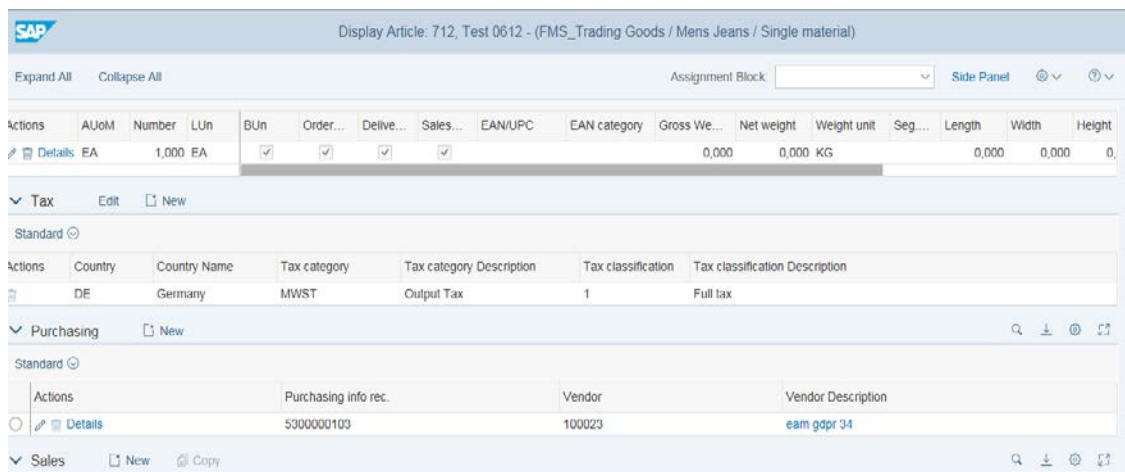 SAP
Display Article: 712, Test 0612 - (FMS_Trading Goods / Mens Jeans / Single material)
Expand All Collapse All Assignment Block: Side Panel
Actions AUoM Number LUn BUn Order... Delive... Sales... EAN/UPC EAN category Gross We... Net weight Weight unit Seg.... Length Width Height
Details EA 1,000 EA 0,000 0,000 KG 0,000 0,000 0,
Tax Edit New
Standard
Actions Country Country Name Tax category Tax category Description Tax classification Tax classification Description
DE Germany MWST Output Tax 1 Full tax
Purchasing New
Standard
Actions Purchasing info rec. Vendor Vendor Description
Details 5300000103 100023 eam gdpr 34
Sales New Copy